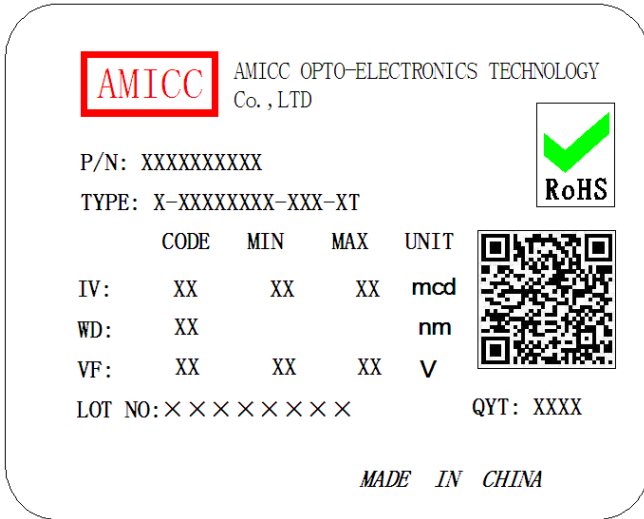 AMICC
AMICC OPTO-ELECTRONICS TECHNOLOGY
Co.,LTD
RoHS
P/N: XXXXXXXXXX
TYPE: X-XXXXXXXX-XXX-XT
CODE MIN MAX UNIT
IV: XX XX XX mcd
WD: XX nm
VF: XX XX XX V
LOT NO:×××××××× QYT: XXXX
MADE IN CHINA